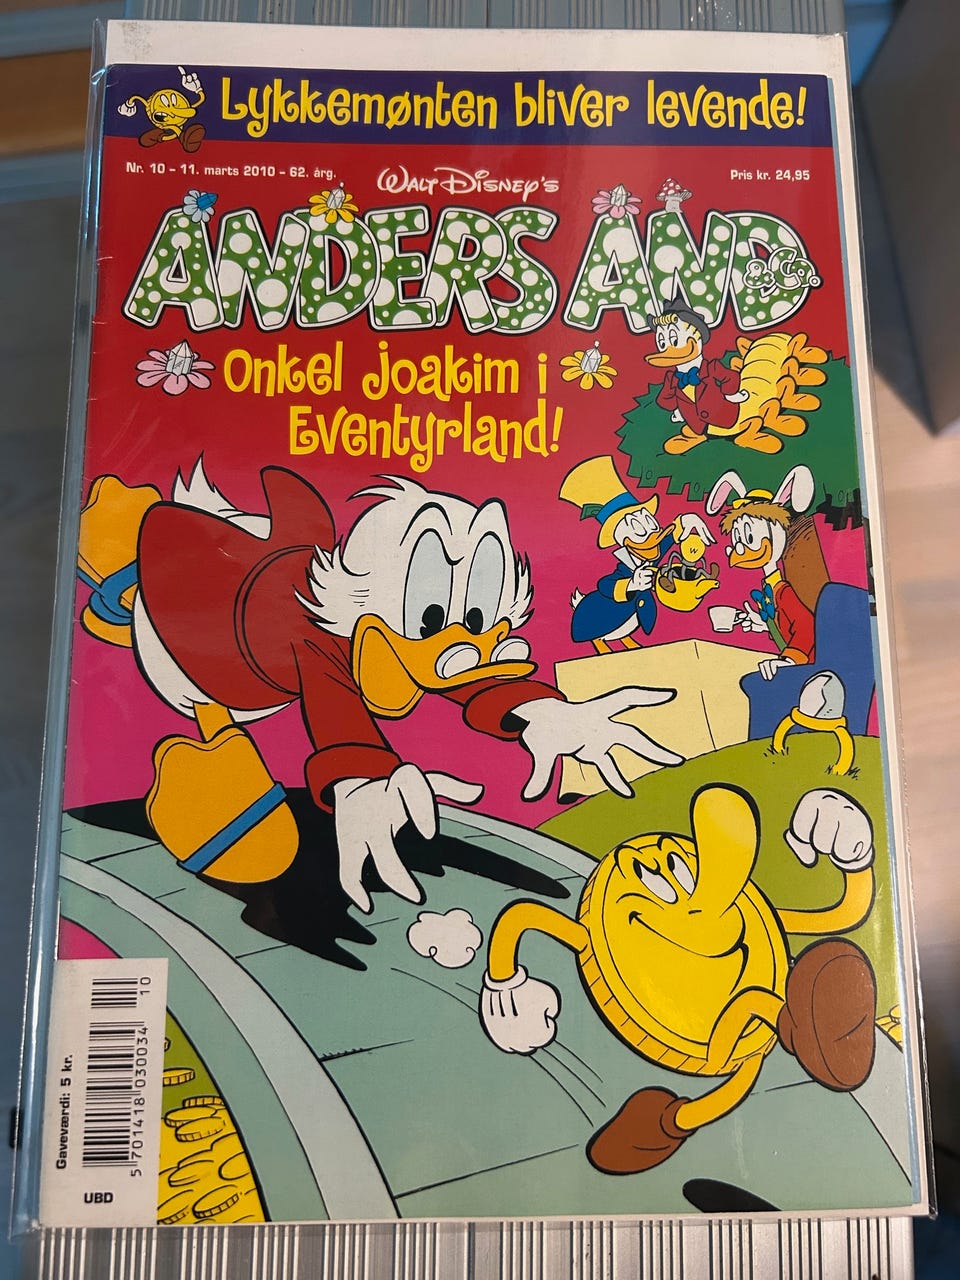 Lykkemønten bliver levende!
Nr. 10 - 11. marts 2010 - 62. årg.
WALT DISNEY'S
Pris kr. 24,95
ANDERS AND
& Co.
Onkel Joakim i
Eventyrland!
W
Gaveværdi: 5 kr.
5 701418 030034
10
UBD